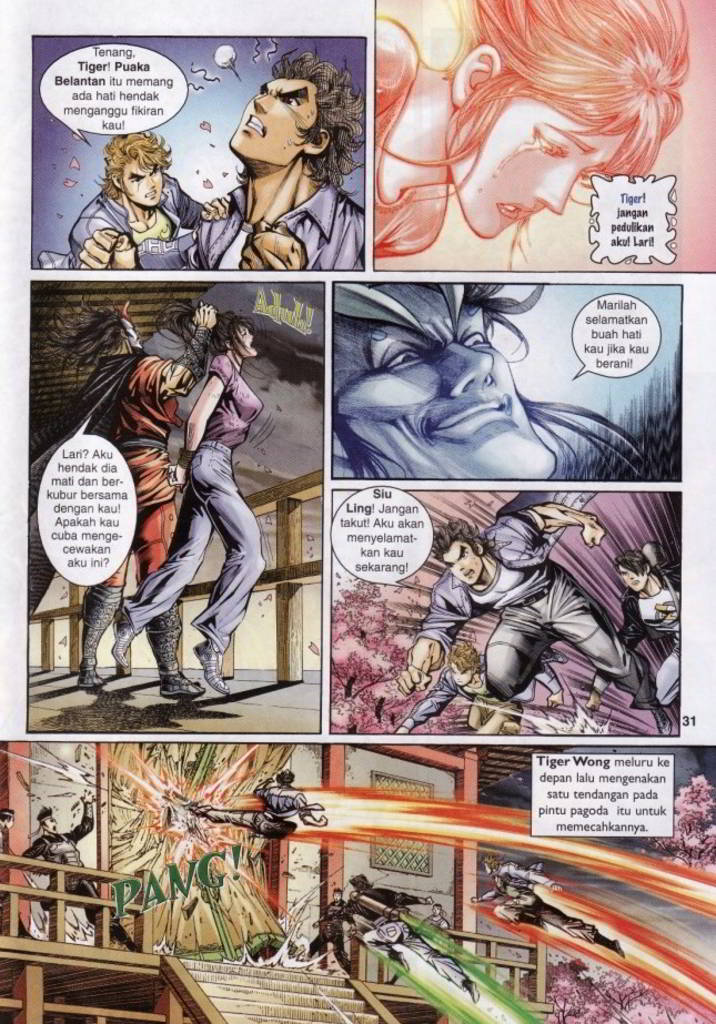 Tenang,
Tiger! Puaka
Belantan itu memang
ada hati hendak
menganggu fikiran
kau!
Tiger!
jangan
pedulikan
aku! Lari!
Aduh!
Lari? Aku
hendak dia
mati dan ber-
kubur bersama
dengan kau!
Apakah kau
cuba menge-
cewakan
aku ini?
Marilah
selamatkan
buah hati
kau jika kau
berani!
Siu
Ling! Jangan
takut! Aku akan
menyelamat-
kan kau
sekarang!
31
Tiger Wong meluru ke
depan lalu mengenakan
satu tendangan pada
pintu pagoda itu untuk
memecahkannya.
PANG!